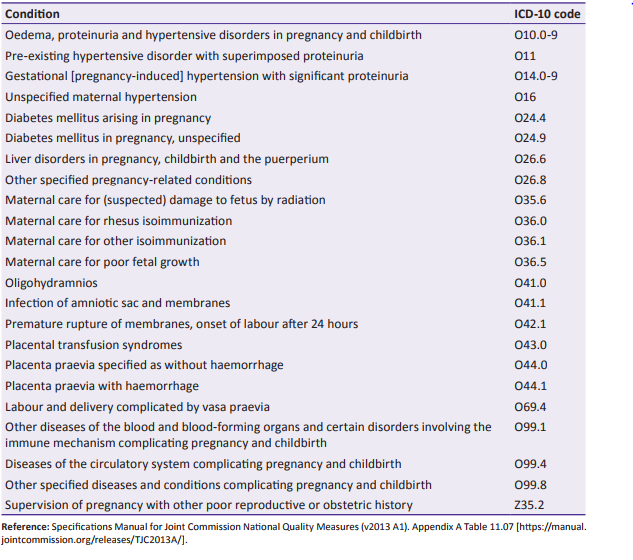 Condition ICD-10 code
Oedema, proteinuria and hypertensive disorders in pregnancy and childbirth O10.0-9
Pre-existing hypertensive disorder with superimposed proteinuria O11
Gestational [pregnancy-induced] hypertension with significant proteinuria O14.0-9
Unspecified maternal hypertension O16
Diabetes mellitus arising in pregnancy O24.4
Diabetes mellitus in pregnancy, unspecified O24.9
Liver disorders in pregnancy, childbirth and the puerperium O26.6
Other specified pregnancy-related conditions O26.8
Maternal care for (suspected) damage to fetus by radiation O35.6
Maternal care for rhesus isoimmunization O36.0
Maternal care for other isoimmunization O36.1
Maternal care for poor fetal growth O36.5
Oligohydramnios O41.0
Infection of amniotic sac and membranes O41.1
Premature rupture of membranes, onset of labour after 24 hours O42.1
Placental transfusion syndromes O43.0
Placenta praevia specified as without haemorrhage O44.0
Placenta praevia with haemorrhage O44.1
Labour and delivery complicated by vasa praevia O69.4
Other diseases of the blood and blood-forming organs and certain disorders involving the O99.1
immune mechanism complicating pregnancy and childbirth
Diseases of the circulatory system complicating pregnancy and childbirth O99.4
Other specified diseases and conditions complicating pregnancy and childbirth O99.8
Supervision of pregnancy with other poor reproductive or obstetric history Z35.2
Reference: Specifications Manual for Joint Commission National Quality Measures (v2013 A1). Appendix A Table 11.07 [https://manual.
jointcommission.org/releases/TJC2013A/].